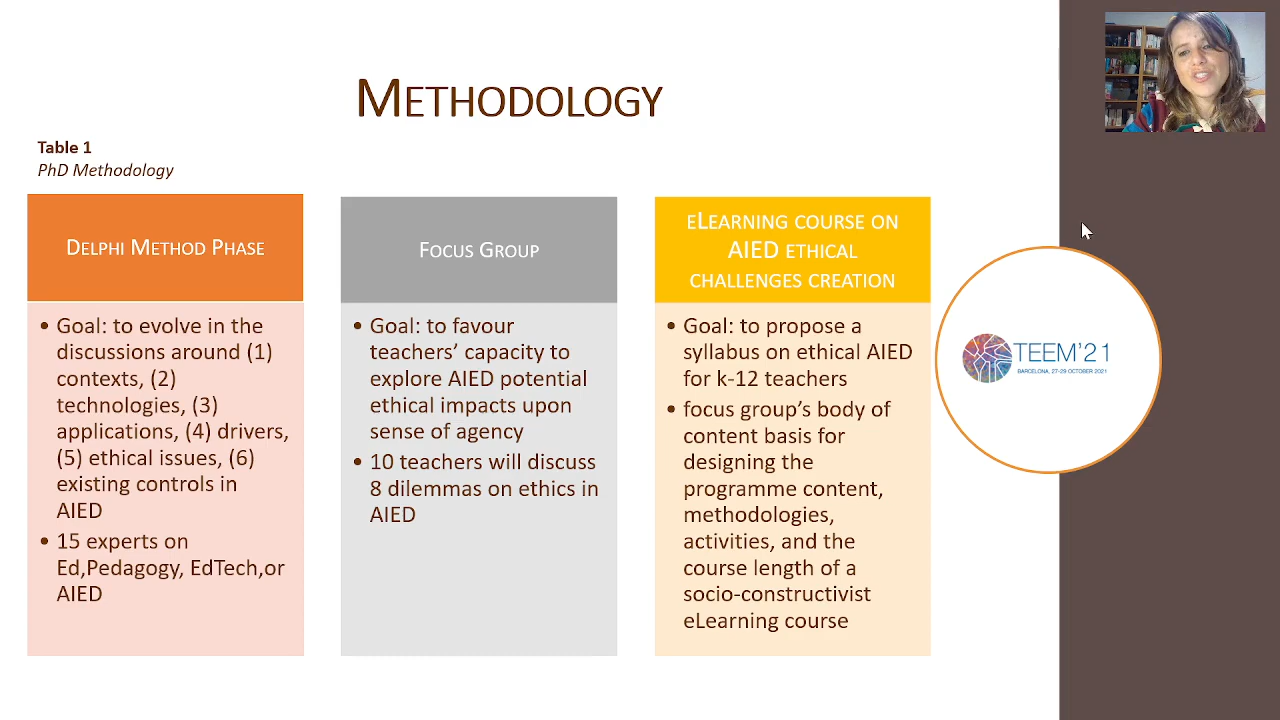 METHODOLOGY
Table 1
PhD Methodology
DELPHI METHOD PHASE
• Goal: to evolve in the
discussions around (1)
contexts, (2)
technologies, (3)
applications, (4) drivers,
(5) ethical issues, (6)
existing controls in
AIED
• 15 experts on
Ed,Pedagogy, EdTech,or
AIED
FOCUS GROUP
• Goal: to favour
teachers’ capacity to
explore AIED potential
ethical impacts upon
sense of agency
• 10 teachers will discuss
8 dilemmas on ethics in
AIED
ELEARNING COURSE ON
AIED ETHICAL
CHALLENGES CREATION
• Goal: to propose a
syllabus on ethical AIED
for k-12 teachers
• focus group’s body of
content basis for
designing the
programme content,
methodologies,
activities, and the
course length of a
socio-constructivist
eLearning course
TEEM’21
BARCELONA, 27-29 OCTOBER 2021